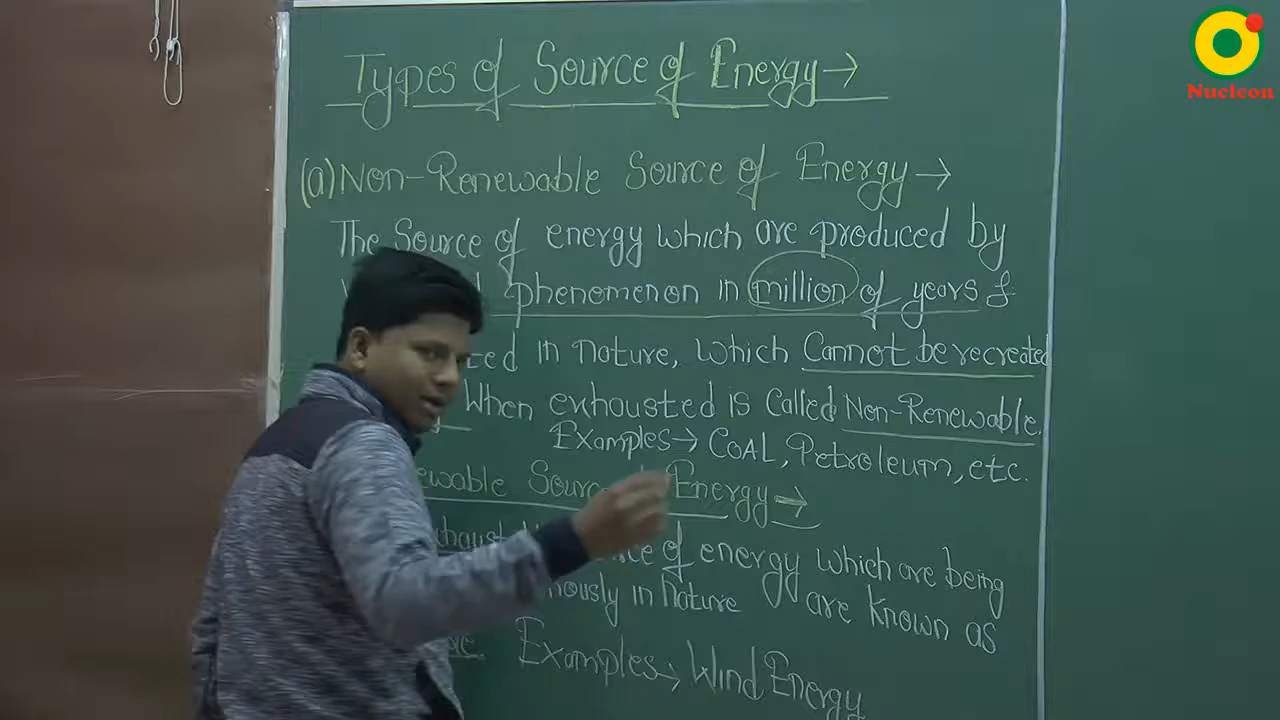 Types of Source of Energy →
(a) Non-Renewable Source of Energy →
The Source of energy which are produced by
phenomenon in million of years &
in nature, which Cannot be recreated
When exhausted is Called Non-Renewable.
Examples → COAL, Petroleum, etc.
Energy →
of energy which are being
in nature are known as
Examples → Wind Energy
Nucleon